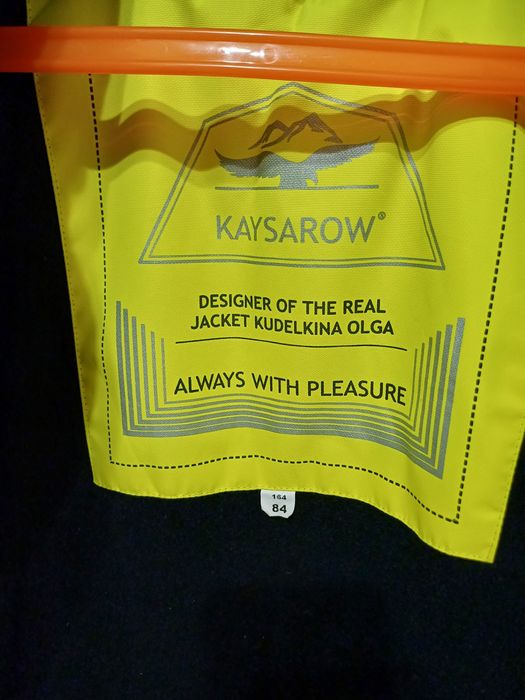 KAYSAROW®
DESIGNER OF THE REAL
JACKET KUDELKINA OLGA
ALWAYS WITH PLEASURE
164
84